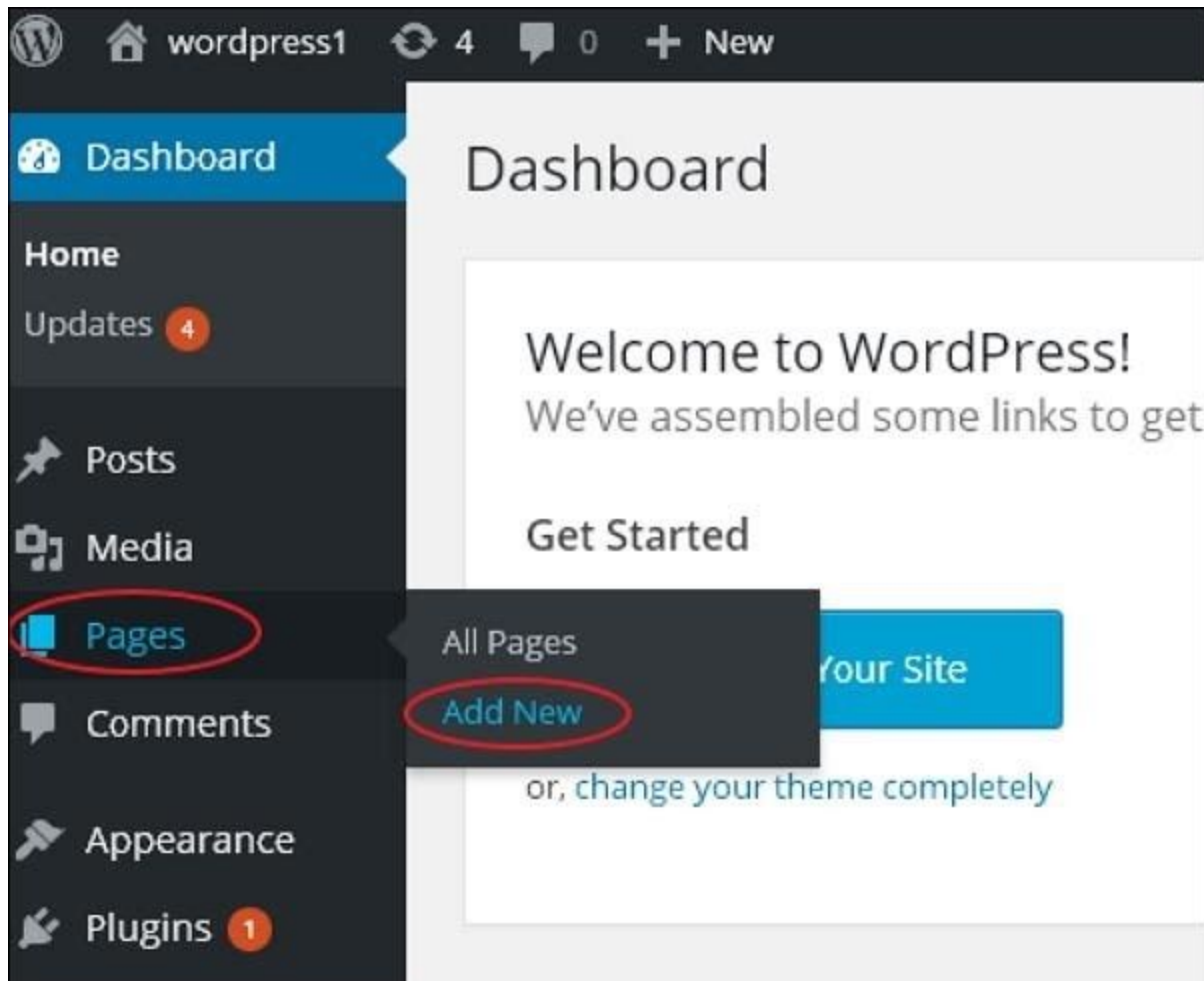 wordpress1 4 0 New
Dashboard
Home
Updates 4
Posts
Media
Pages
Comments
Appearance
Plugins 1
All Pages
Add New
Dashboard
Welcome to WordPress!
We've assembled some links to get
Get Started
Your Site
or, change your theme completely